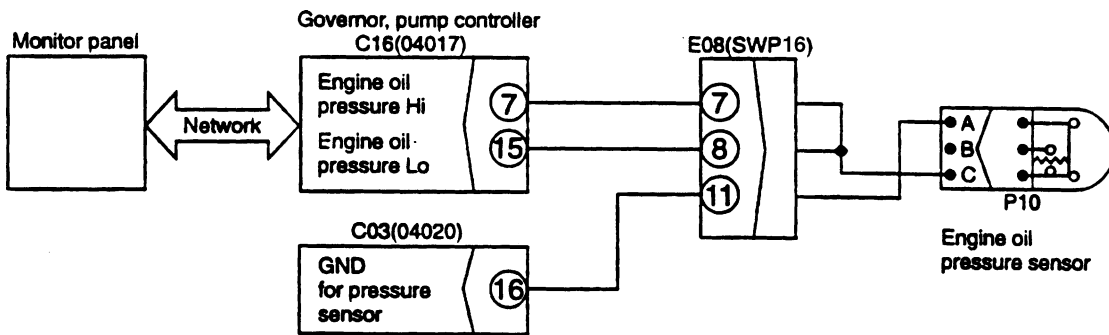 Monitor panel
Network
Governor, pump controller
C16(04017)
Engine oil
pressure Hi
7
Engine oil
pressure Lo
15
C03(04020)
GND
for pressure
sensor
16
E08(SWP16)
7
8
11
A
B
C
P10
Engine oil
pressure sensor